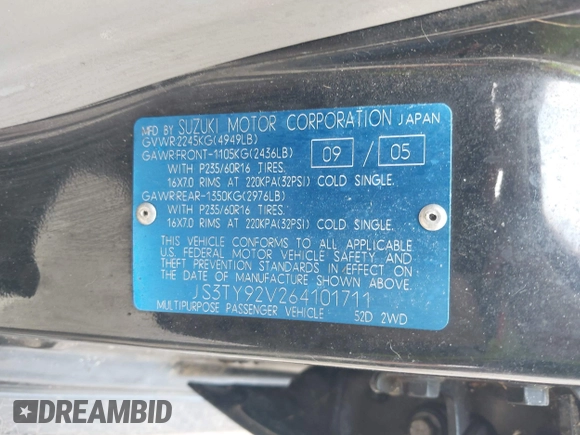 MFD BY SUZUKI MOTOR CORPORATION JAPAN
GVWR-2245KG(4949LB)
GAWR-FRONT-1105KG(2436LB) 09 / 05
WITH P235/60R16 TIRES.
16X7.0 RIMS AT 220KPA(32PSI) COLD SINGLE.
GAWR-REAR-1350KG(2976LB)
WITH P235/60R16 TIRES.
16X7.0 RIMS AT 220KPA(32PSI) COLD SINGLE.
THIS VEHICLE CONFORMS TO ALL APPLICABLE
U.S. FEDERAL MOTOR VEHICLE SAFETY AND
THEFT PREVENTION STANDARDS IN EFFECT ON
THE DATE OF MANUFACTURE SHOWN ABOVE.
JS3TY92V264101711
MULTIPURPOSE PASSENGER VEHICLE 52D 2WD
DREAMBID